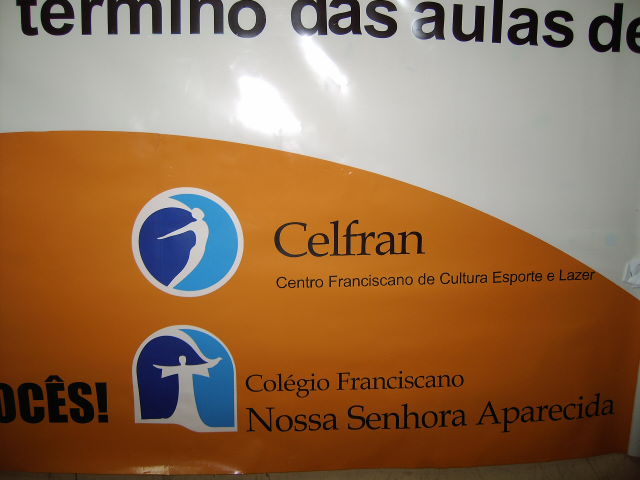 término das aulas de
Celfran
Centro Franciscano de Cultura Esporte e Lazer
OCÊS!
Colégio Franciscano
Nossa Senhora Aparecida